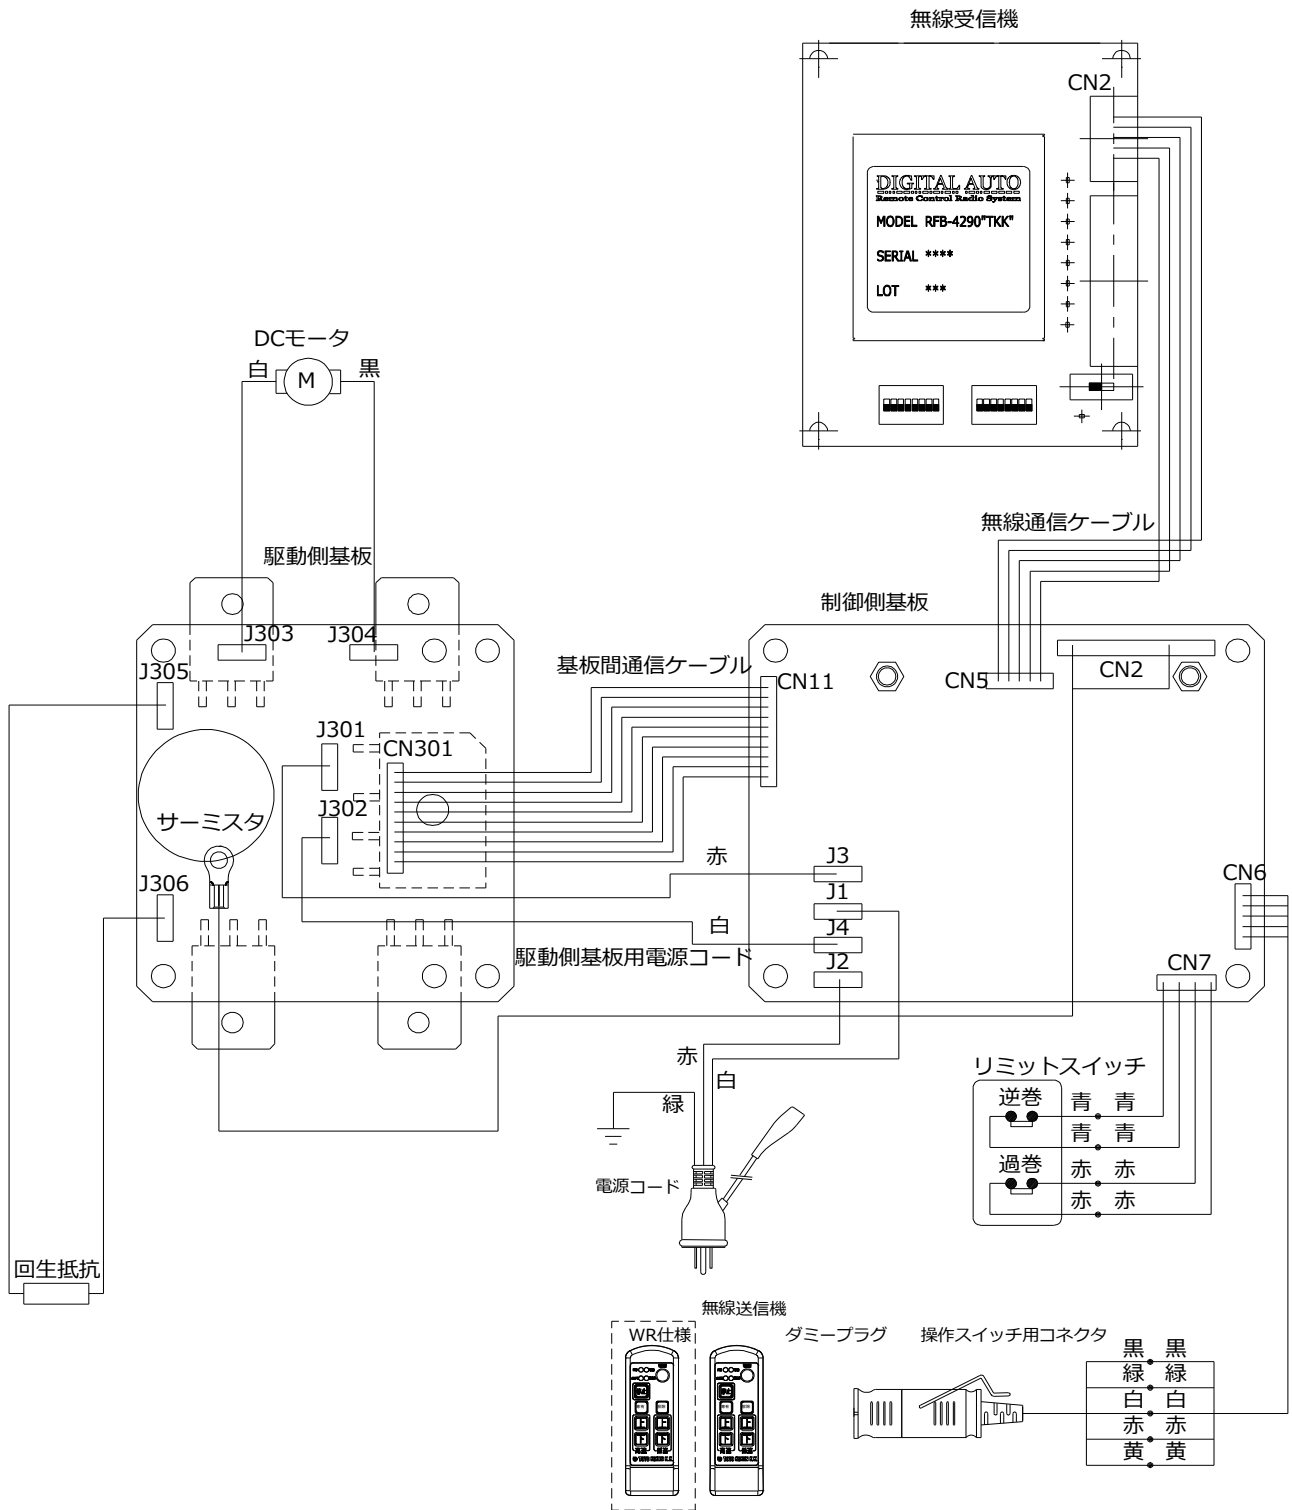 無線受信機
CN2
DIGITAL AUTO
Remote Control Radio System
MODEL RFB-4290"TKK"
SERIAL ****
LOT ***
DCモータ
白
M
黒
無線通信ケーブル
駆動側基板
制御側基板
J303
J304
J305
基板間通信ケーブル
CN11
CN5
CN2
J301
CN301
サーミスタ
J302
赤
J3
J306
J1
CN6
白
J4
駆動側基板用電源コード
J2
CN7
赤
白
緑
電源コード
リミットスイッチ
逆巻
青 青
青 青
過巻
赤 赤
赤 赤
回生抵抗
無線送信機
WR仕様
ダミープラグ
操作スイッチ用コネクタ
黒 黒
緑 緑
白 白
赤 赤
黄 黄
上 上
下 下
上 上
下 下